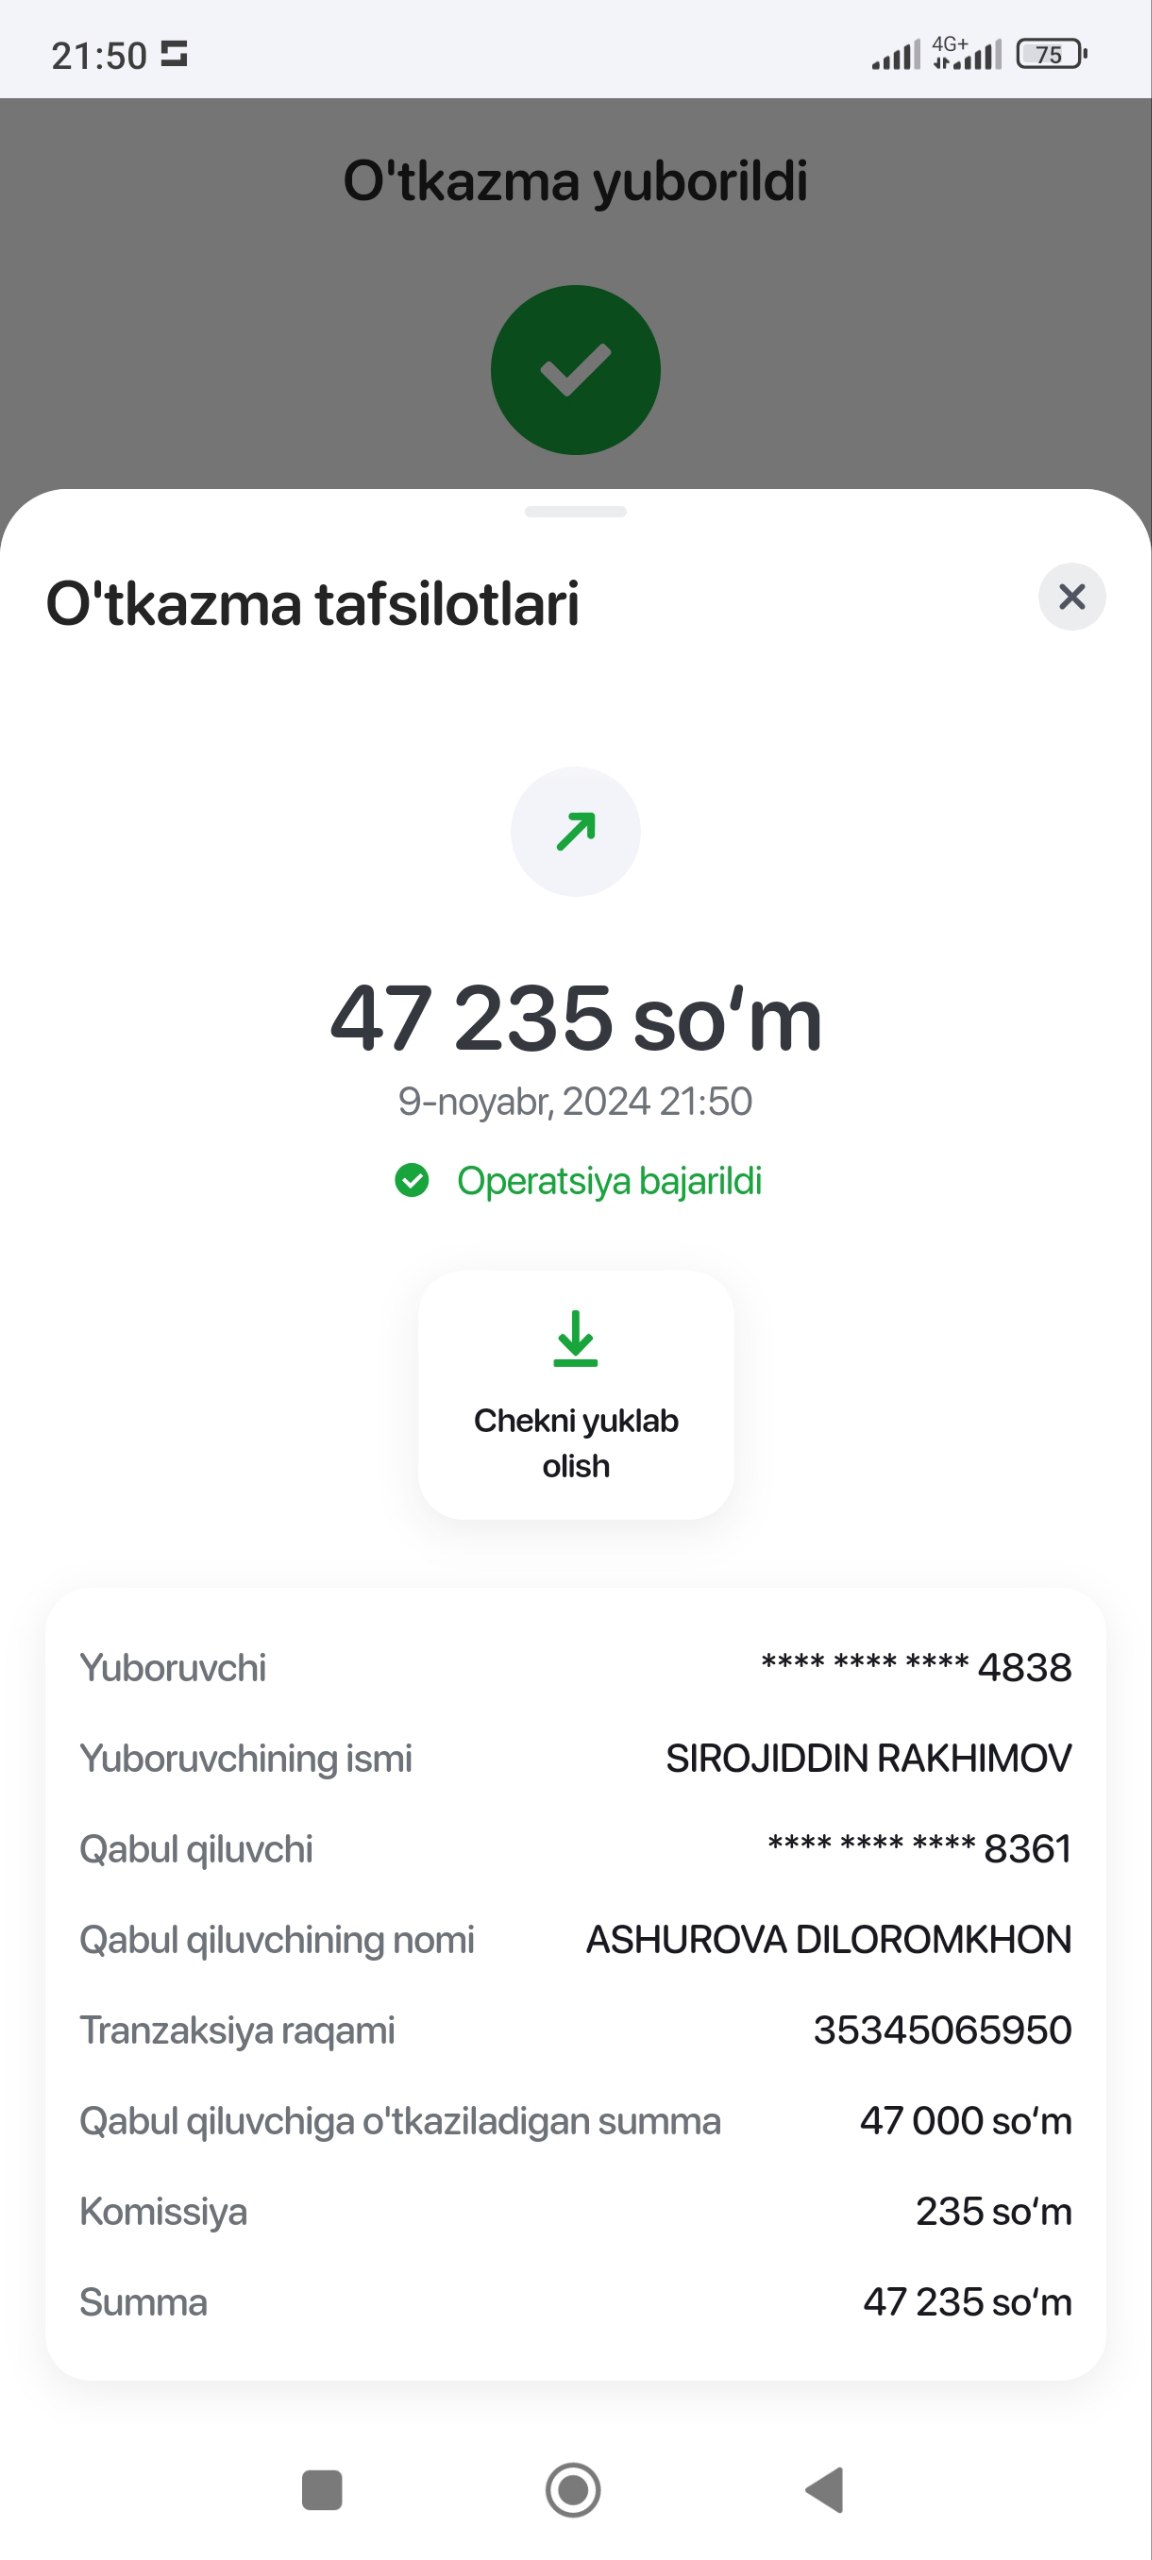 21:50
4G+
75
O'tkazma yuborildi
O'tkazma tafsilotlari
47 235 so‘m
9-noyabr, 2024 21:50
Operatsiya bajarildi
Chekni yuklab
olish
Yuboruvchi **** **** **** 4838
Yuboruvchining ismi SIROJIDDIN RAKHIMOV
Qabul qiluvchi **** **** **** 8361
Qabul qiluvchining nomi ASHUROVA DILOROMKHON
Tranzaksiya raqami 35345065950
Qabul qiluvchiga o'tkaziladigan summa 47 000 so‘m
Komissiya 235 so‘m
Summa 47 235 so‘m